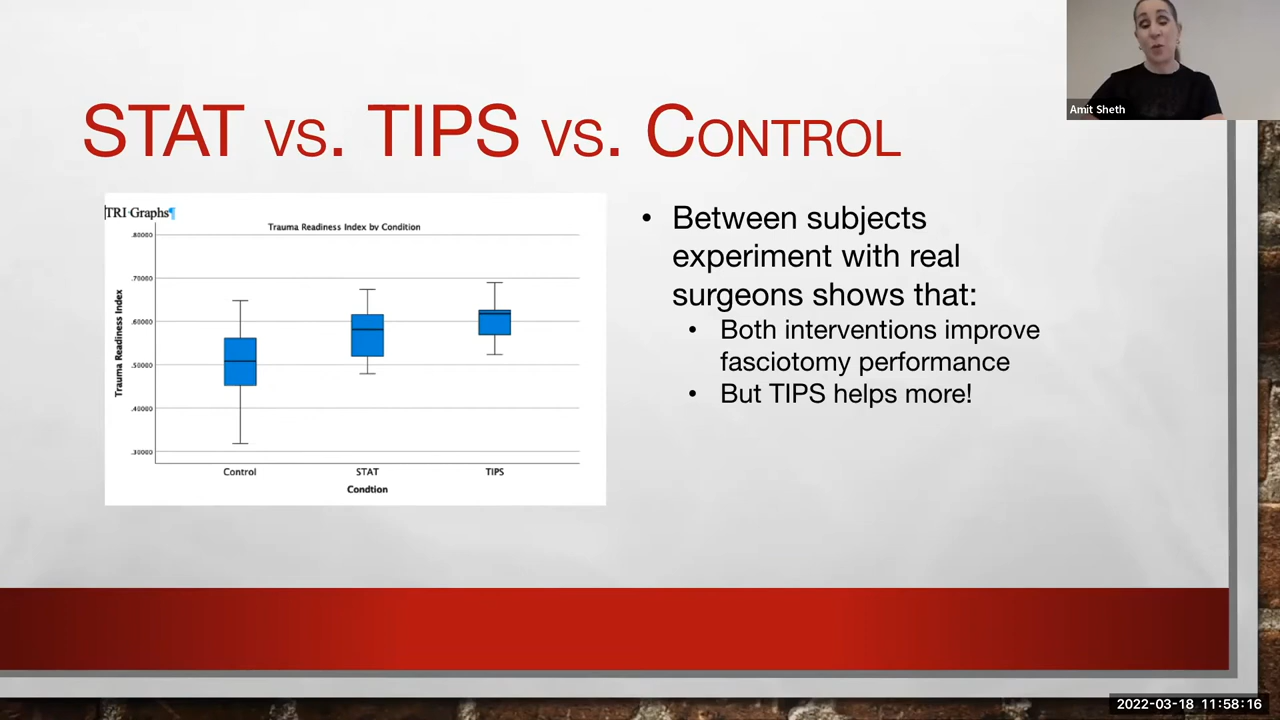 Amit Sheth
STAT VS. TIPS VS. CONTROL
TRI·Graphs¶
Trauma Readiness Index by Condition
.80000
.70000
.60000
.50000
.40000
.30000
Trauma Readiness Index
Control STAT TIPS
Condtion
• Between subjects
experiment with real
surgeons shows that:
• Both interventions improve
fasciotomy performance
• But TIPS helps more!
2022-03-18 11:58:16